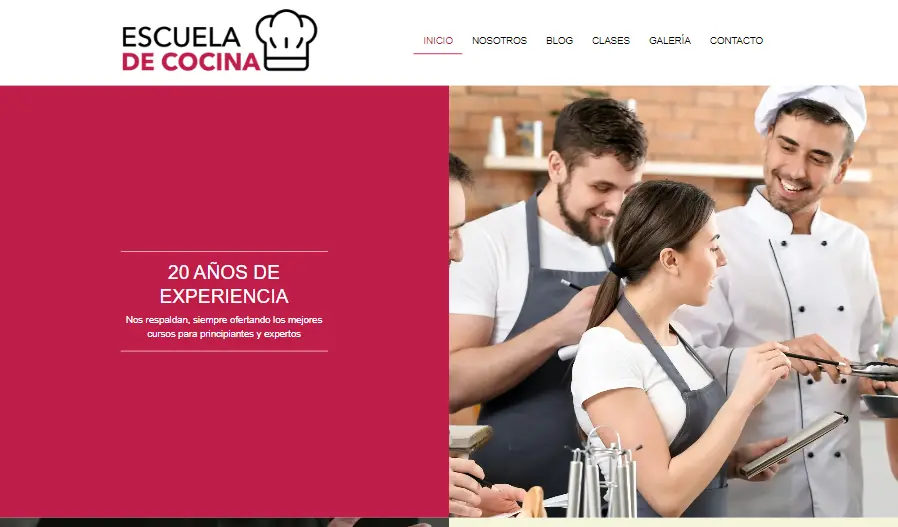 ESCUELA
DE COCINA
INICIO NOSOTROS BLOG CLASES GALERÍA CONTACTO
20 AÑOS DE
EXPERIENCIA
Nos respaldan, siempre ofertando los mejores
cursos para principiantes y expertos